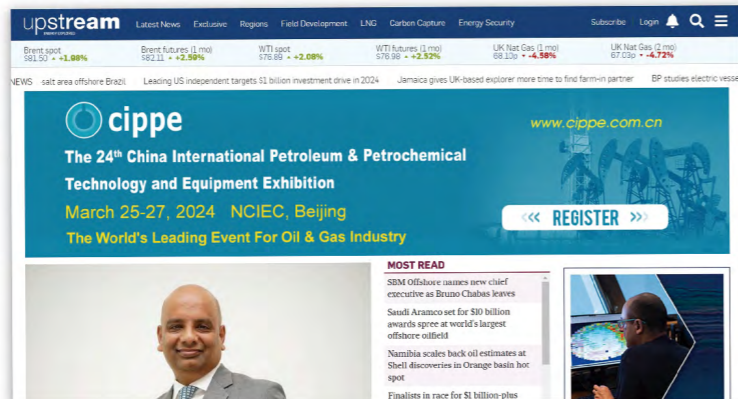 upstream
Latest News Exclusive Regions Field Development LNG Carbon Capture Energy Security
Subscribe Login
Brent spot
$81.50 +1.98%
Brent futures (1 mo)
$82.11 +2.59%
WTI spot
$76.89 +2.08%
WTI futures (1 mo)
$76.98 +2.52%
UK Nat Gas (1 mo)
68.10p -4.58%
UK Nat Gas (2 mo)
67.03p -4.72%
NEWS salt area offshore Brazil Leading US independent targets $1 billion investment drive in 2024 Jamaica gives UK-based explorer more time to find farm-in partner BP studies electric vesse
cippe
www.cippe.com.cn
The 24th China International Petroleum & Petrochemical
Technology and Equipment Exhibition
March 25-27, 2024 NCIEC, Beijing
The World's Leading Event For Oil & Gas Industry
<<< REGISTER >>>
MOST READ
SBM Offshore names new chief
executive as Bruno Chabas leaves
Saudi Aramco set for $10 billion
awards spree at world's largest
offshore oilfield
Namibia scales back oil estimates at
Shell discoveries in Orange basin hot
spot
Finalists in race for $1 billion-plus